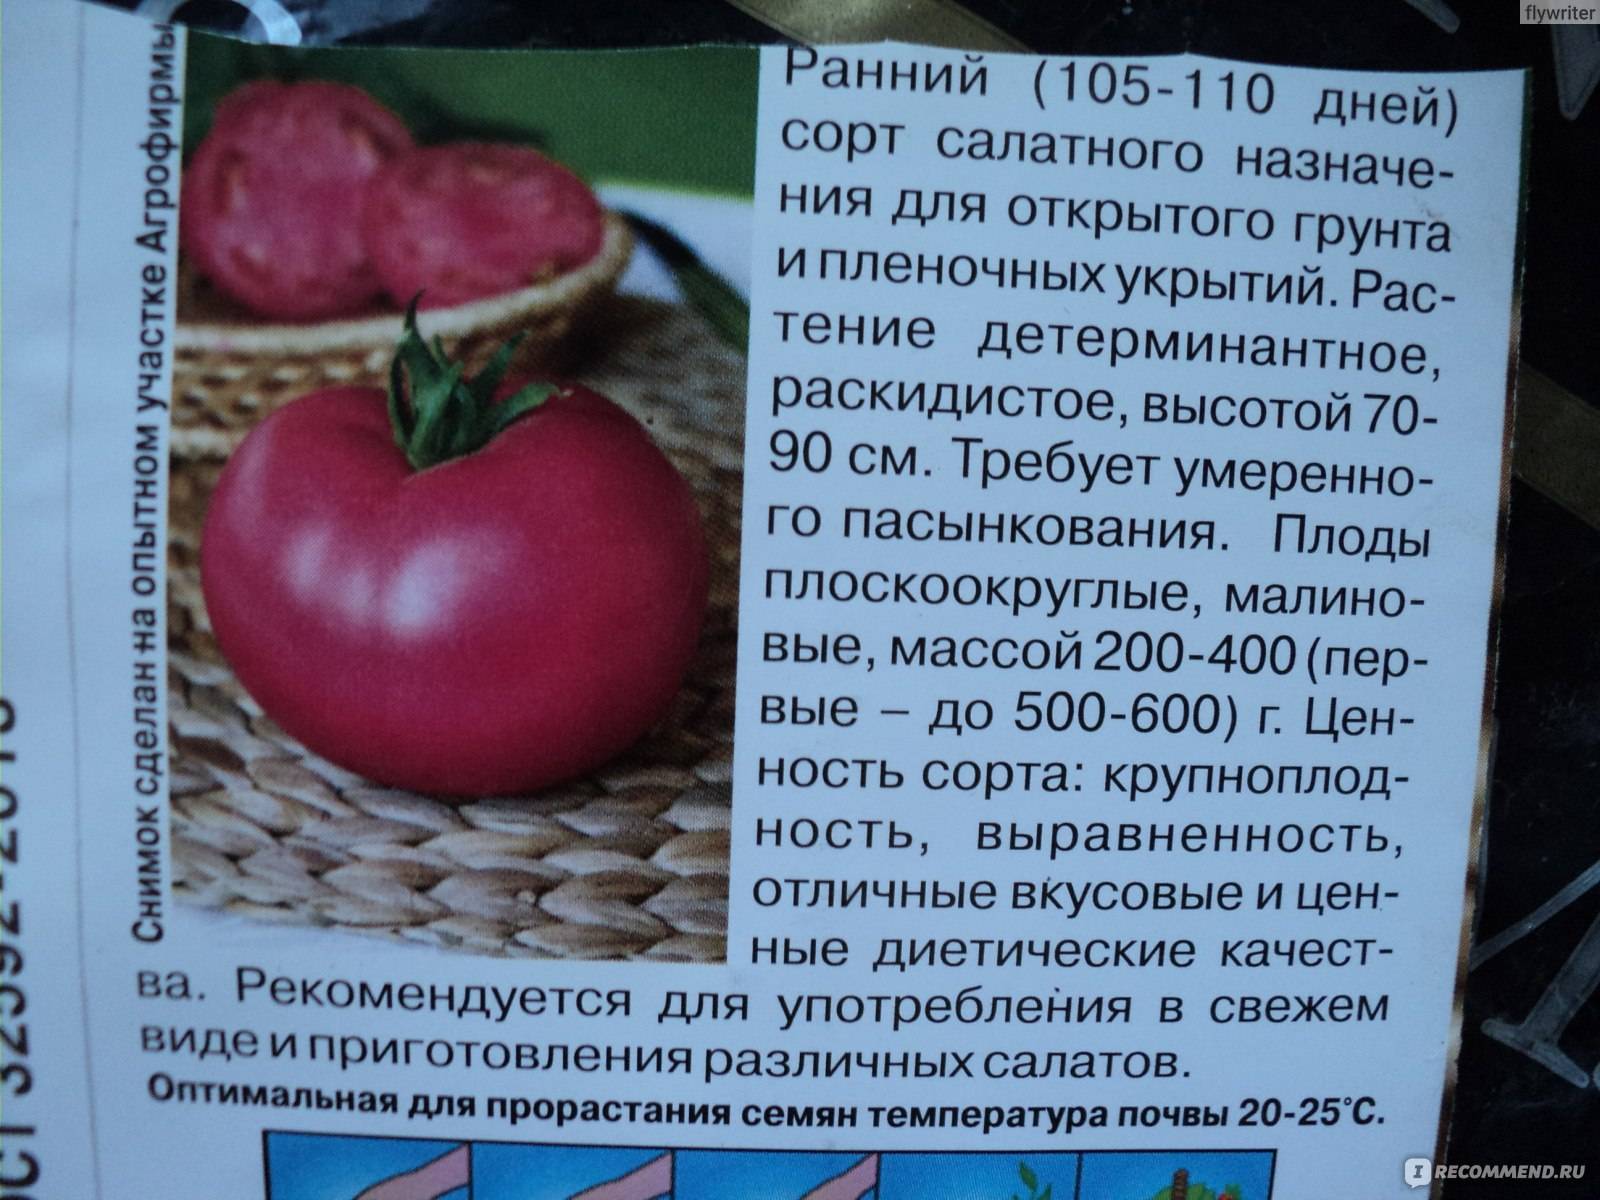 flywriter
Ранний (105-110 дней)
сорт салатного назначе-
ния для открытого грунта
и пленочных укрытий. Рас-
тение детерминантное,
раскидистое, высотой 70-
90 см. Требует умеренно-
го пасынкования. Плоды
плоскоокруглые, малино-
вые, массой 200-400 (пер-
вые – до 500-600) г. Цен-
ность сорта: крупноплод-
ность, выравненность,
отличные вкусовые и цен-
ные диетические качест-
ва. Рекомендуется для употребления в свежем
виде и приготовления различных салатов.
Оптимальная для прорастания семян температура почвы 20-25°С.
Снимок сделан на опытном участке Агрофирмы
IRECOMMEND.RU